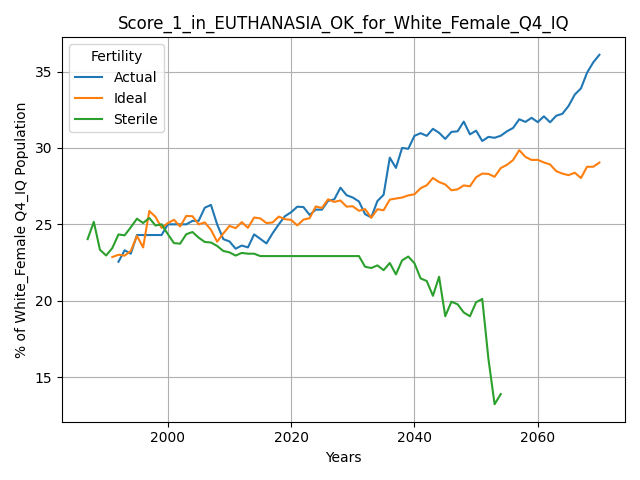 Score_1_in_EUTHANASIA_OK_for_White_Female_Q4_IQ
Fertility
Actual
Ideal
Sterile
% of White_Female Q4_IQ Population
35
30
25
20
15
2000
2020
2040
2060
Years